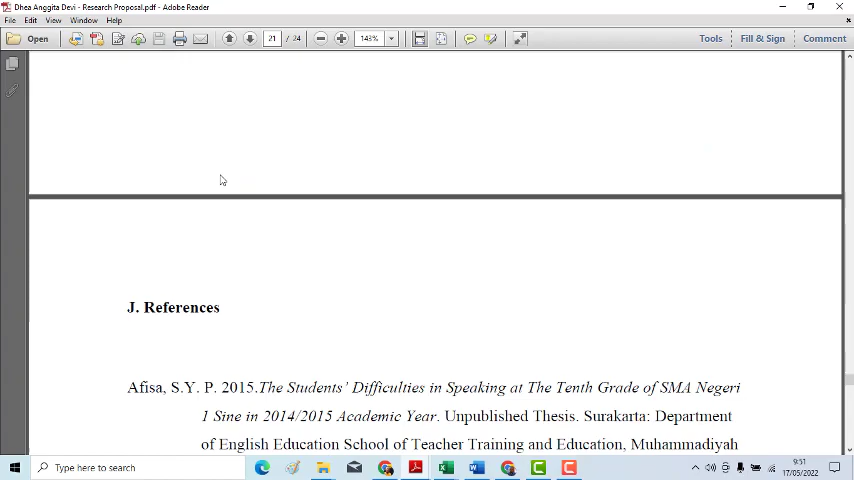 Dhea Anggita Devi - Research Proposal.pdf - Adobe Reader
File Edit View Window Help
Open 21 / 24 143% Tools Fill & Sign Comment
J. References
Afisa, S.Y. P. 2015.The Students’ Difficulties in Speaking at The Tenth Grade of SMA Negeri
1 Sine in 2014/2015 Academic Year. Unpublished Thesis. Surakarta: Department
of English Education School of Teacher Training and Education, Muhammadiyah
Type here to search
9:51
17/05/2022